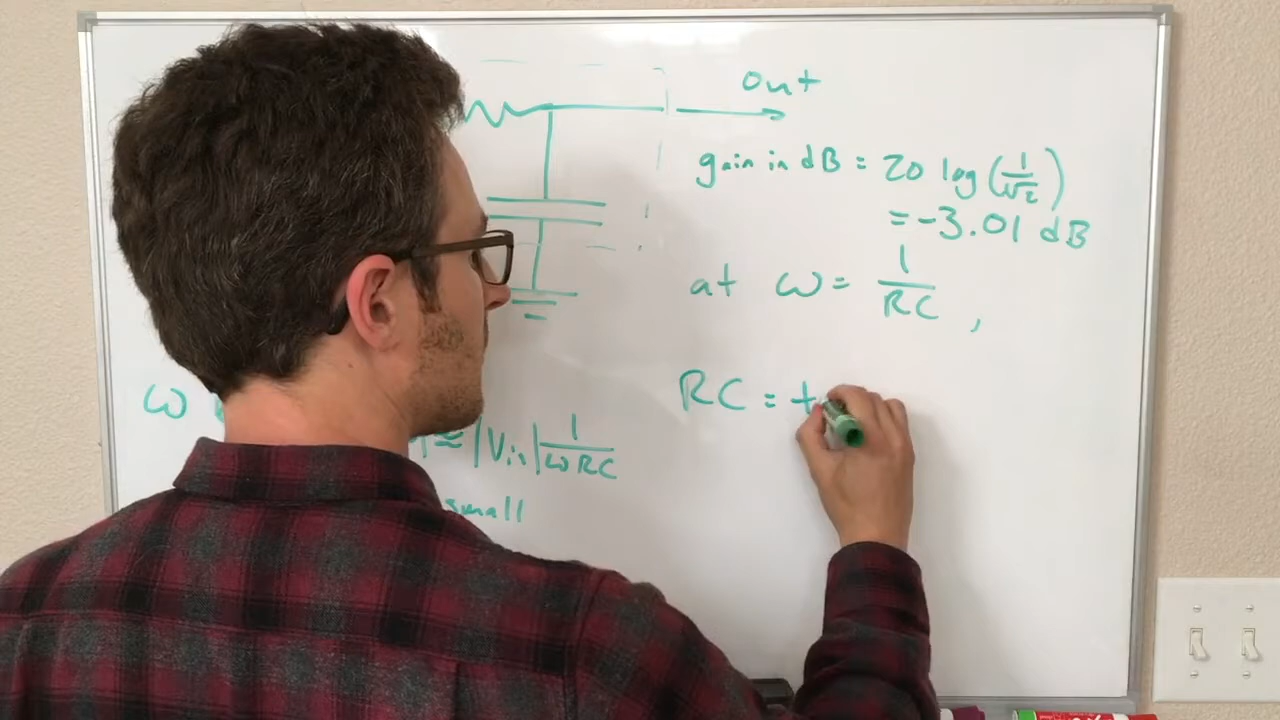 Out
gain in dB = 20 log (1/√2)
= -3.01 dB
at ω = 1/RC ,
RC = t
ω
≈ |Vin| 1/ωRC
small